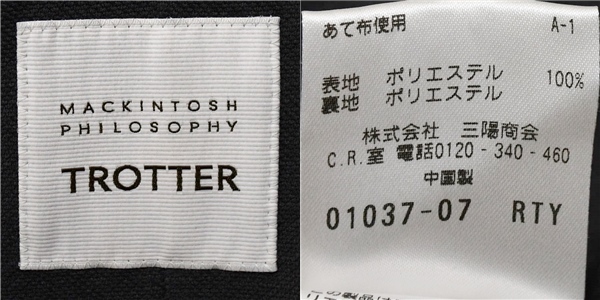 MACKINTOSH
PHILOSOPHY
TROTTER
あて布使用 A-1
表地 ポリエステル 100%
裏地 ポリエステル
株式会社 三陽商会
C.R.室 電話0120-340-460
中国製
01037-07 RTY